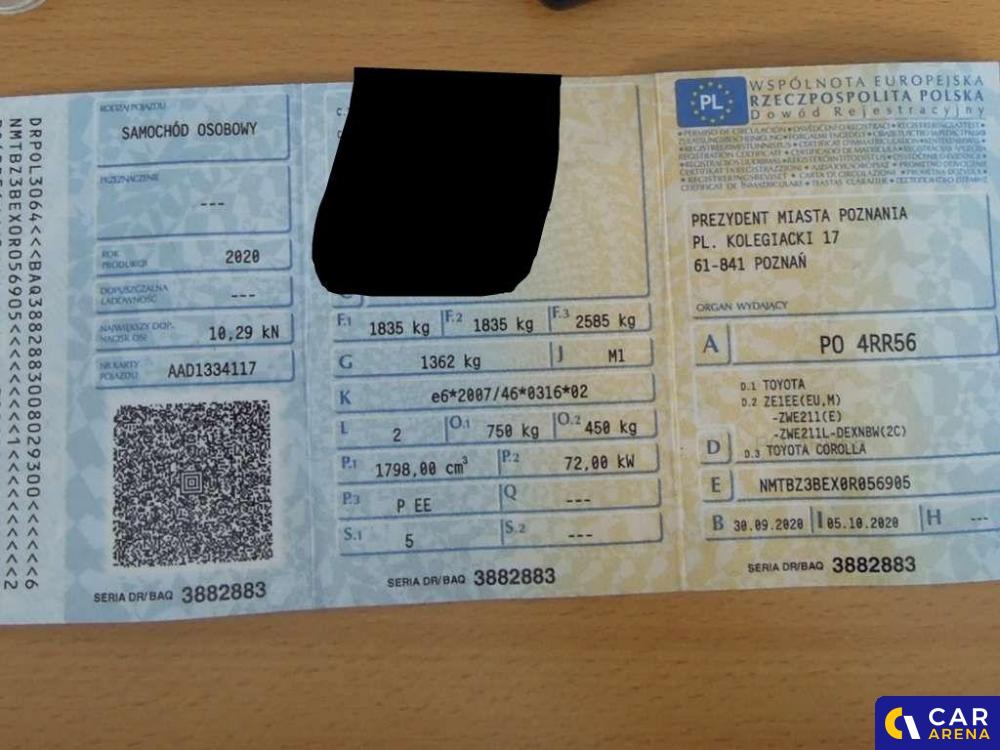 DRPOL3064<<<BAQ38828830080229300<<<<<<6
NMTBZ3BEX0R056905<<<<<<<<<1<<<<<<<<<<2
RODZAJ POJAZDU
SAMOCHÓD OSOBOWY
PRZEZNACZENIE
---
ROK PRODUKCJI
2020
DOPUSZCZALNA ŁADOWNOŚĆ
---
NAJWIĘKSZY DOP. NACISK OSI
10,29 kN
NR KARTY POJAZDU
AAD1334117
SERIA DR/BAQ 3882883
F.1 1835 kg F.2 1835 kg F.3 2585 kg
G 1362 kg J M1
K e6*2007/46*0316*02
L 2 O.1 750 kg O.2 450 kg
P.1 1798,00 cm³ P.2 72,00 kW
P.3 P EE Q ---
S.1 5 S.2 ---
SERIA DR/BAQ 3882883
PL
WSPÓLNOTA EUROPEJSKA
RZECZPOSPOLITA POLSKA
Dowód Rejestracyjny
PREZYDENT MIASTA POZNANIA
PL. KOLEGIACKI 17
61-841 POZNAŃ
ORGAN WYDAJĄCY
A PO 4RR56
D
D.1 TOYOTA
D.2 ZE1EE(EU,M)
-ZWE211(E)
-ZWE211L-DEXNBW(2C)
D.3 TOYOTA COROLLA
E NMTBZ3BEX0R056905
B 30.09.2020 I 05.10.2020 H ---
SERIA DR/BAQ 3882883
CAR
ARENA